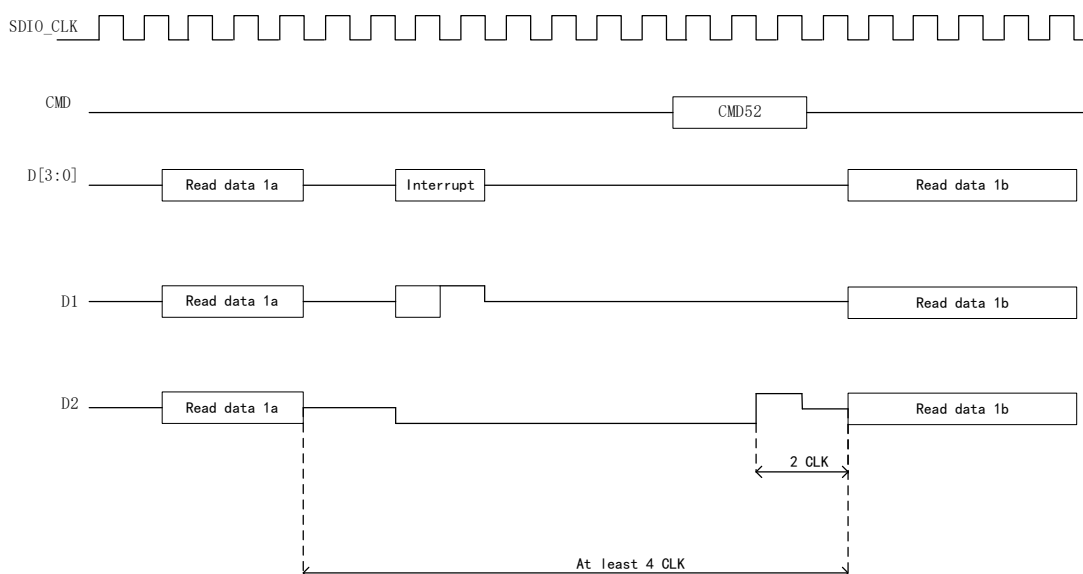 SDIO_CLK
CMD
CMD52
D[3:0]
Read data 1a
Interrupt
Read data 1b
D1
Read data 1a
Read data 1b
D2
Read data 1a
Read data 1b
2 CLK
At least 4 CLK